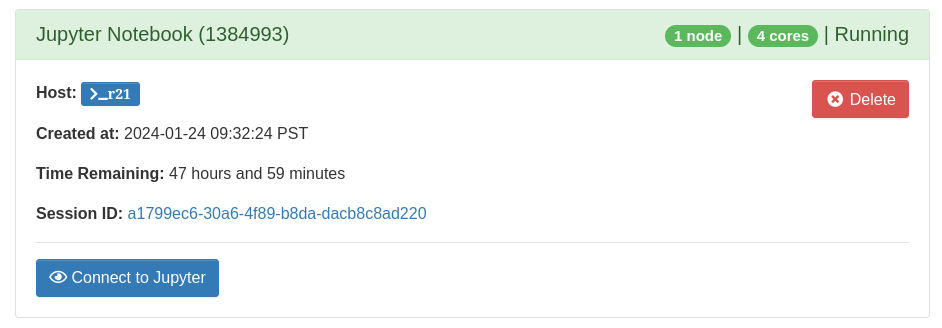 Jupyter Notebook (1384993) 1 node | 4 cores | Running
Host: >_r21 Delete
Created at: 2024-01-24 09:32:24 PST
Time Remaining: 47 hours and 59 minutes
Session ID: a1799ec6-30a6-4f89-b8da-dacb8c8ad220
Connect to Jupyter